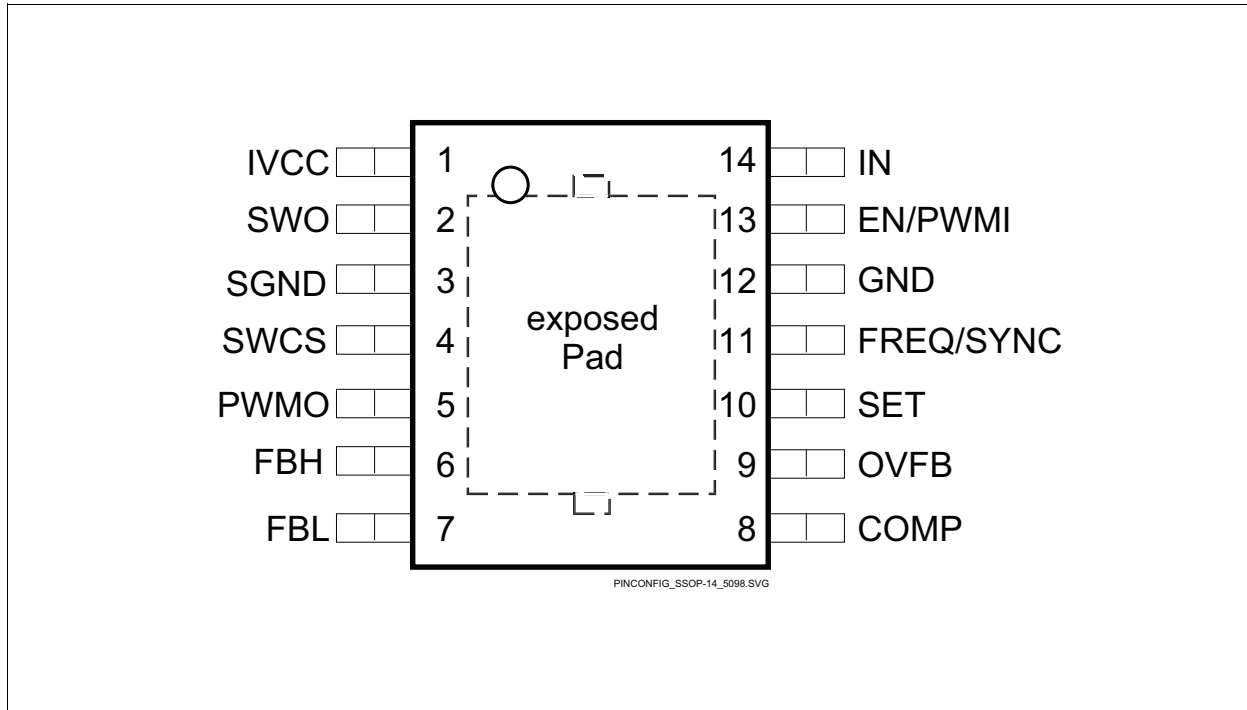 IVCC 1 14 IN
SWO 2 13 EN/PWMI
SGND 3 12 GND
SWCS 4 11 FREQ/SYNC
exposed
Pad
PWMO 5 10 SET
FBH 6 9 OVFB
FBL 7 8 COMP
PINCONFIG_SSOP-14_5098.SVG